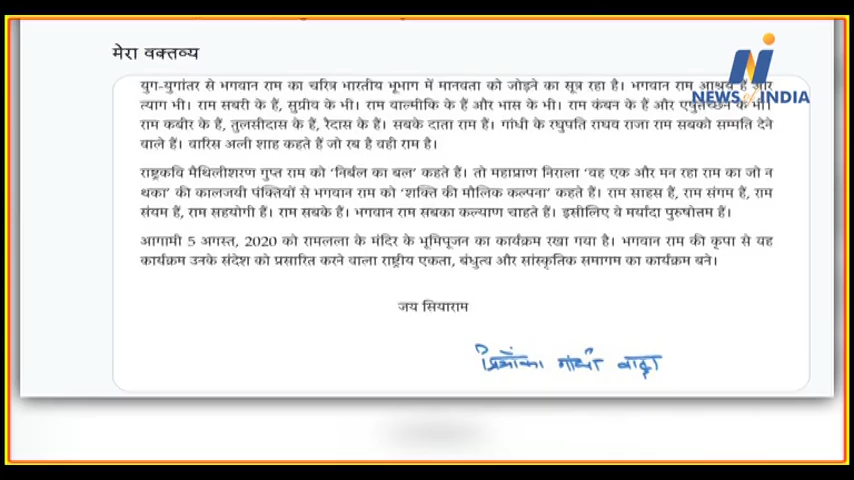 मेरा वक्तव्य
NEWS of INDIA
युग-युगांतर से भगवान राम का चरित्र भारतीय भूभाग में मानवता को जोड़ने का सूत्र रहा है। भगवान राम आश्रय हैं और
त्याग भी। राम सबरी के हैं, सुग्रीव के भी। राम वाल्मीकि के हैं और भास के भी। राम कंबन के हैं और एषुत्तच्छन के भी।
राम कबीर के हैं, तुलसीदास के हैं, रैदास के हैं। सबके दाता राम हैं। गांधी के रघुपति राघव राजा राम सबको सम्मति देने
वाले हैं। वारिस अली शाह कहते हैं जो रब है वही राम है।
राष्ट्रकवि मैथिलीशरण गुप्त राम को ‘निर्बल का बल’ कहते हैं। तो महाप्राण निराला ‘वह एक और मन रहा राम का जो न
थका’ की कालजयी पंक्तियों से भगवान राम को ‘शक्ति की मौलिक कल्पना’ कहते हैं। राम साहस हैं, राम संगम हैं, राम
संयम हैं, राम सहयोगी हैं। राम सबके हैं। भगवान राम सबका कल्याण चाहते हैं। इसीलिए वे मर्यादा पुरुषोत्तम हैं।
आगामी 5 अगस्त, 2020 को रामलला के मंदिर के भूमिपूजन का कार्यक्रम रखा गया है। भगवान राम की कृपा से यह
कार्यक्रम उनके संदेश को प्रसारित करने वाला राष्ट्रीय एकता, बंधुत्व और सांस्कृतिक समागम का कार्यक्रम बने।
जय सियाराम
प्रियंका गांधी वाड्रा